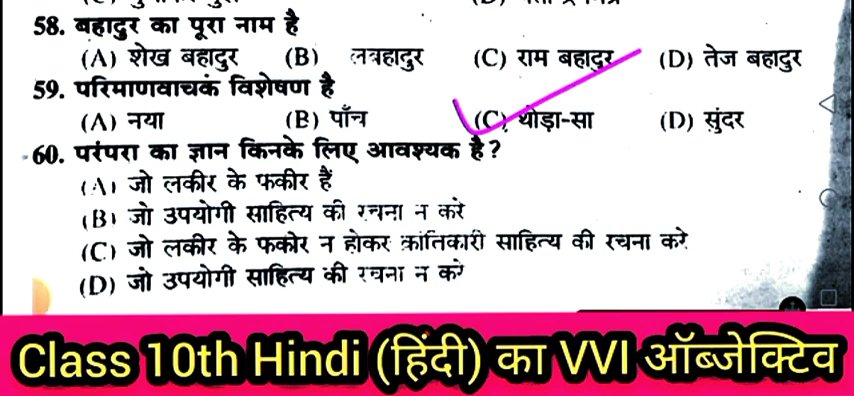 58. बहादुर का पूरा नाम है
(A) शेख बहादुर (B) लबहादुर (C) राम बहादुर (D) तेज बहादुर
59. परिमाणवाचक विशेषण है
(A) नया (B) पाँच (C) थोड़ा-सा (D) सुंदर
60. परंपरा का ज्ञान किनके लिए आवश्यक है?
(A) जो लकीर के फकीर हैं
(B) जो उपयोगी साहित्य की रचना न करे
(C) जो लकीर के फकीर न होकर क्रांतिकारी साहित्य की रचना करे
(D) जो उपयोगी साहित्य की रचना न करे
Class 10th Hindi (हिंदी) का VVI ऑब्जेक्टिव